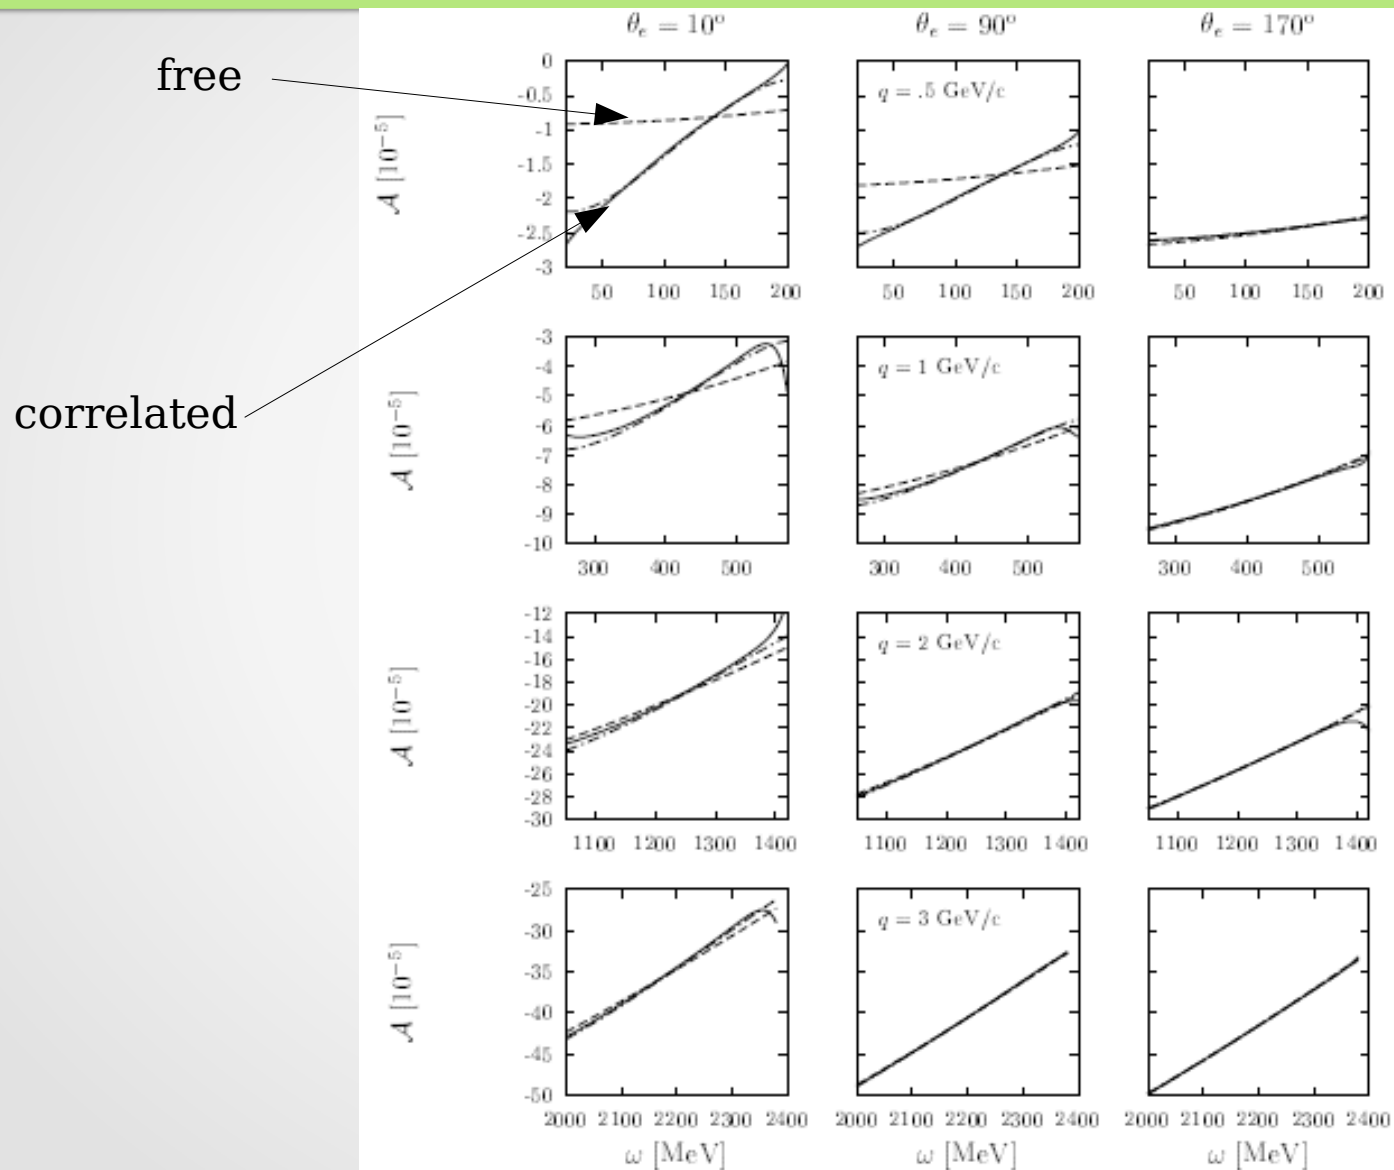 θe = 10° θe = 90° θe = 170°
free
correlated
𝒜 [10⁻⁵]
0
-0.5
-1
-1.5
-2
-2.5
-3
q = .5 GeV/c
50 100 150 200 50 100 150 200 50 100 150 200
𝒜 [10⁻⁵]
-3
-4
-5
-6
-7
-8
-9
-10
q = 1 GeV/c
300 400 500 300 400 500 300 400 500
𝒜 [10⁻⁵]
-12
-14
-16
-18
-20
-22
-24
-26
-28
-30
q = 2 GeV/c
1100 1200 1300 1400 1100 1200 1300 1400 1100 1200 1300 1400
𝒜 [10⁻⁵]
-25
-30
-35
-40
-45
-50
q = 3 GeV/c
2000 2100 2200 2300 2400 2000 2100 2200 2300 2400 2000 2100 2200 2300 2400
ω [MeV] ω [MeV] ω [MeV]